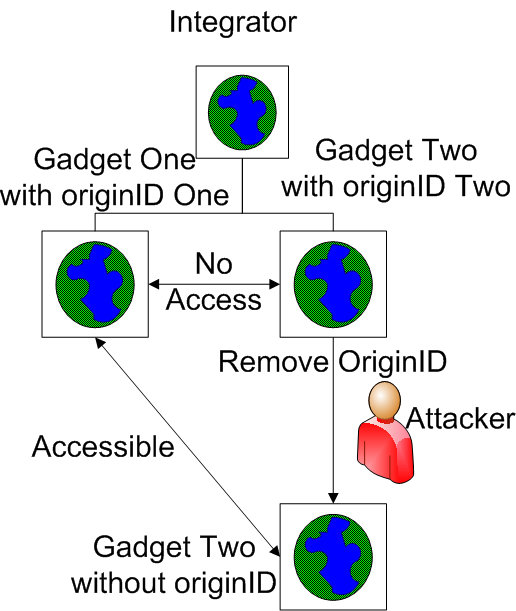 Integrator
Gadget One
with originID One
Gadget Two
with originID Two
No
Access
Remove OriginID
Attacker
Accessible
Gadget Two
without originID